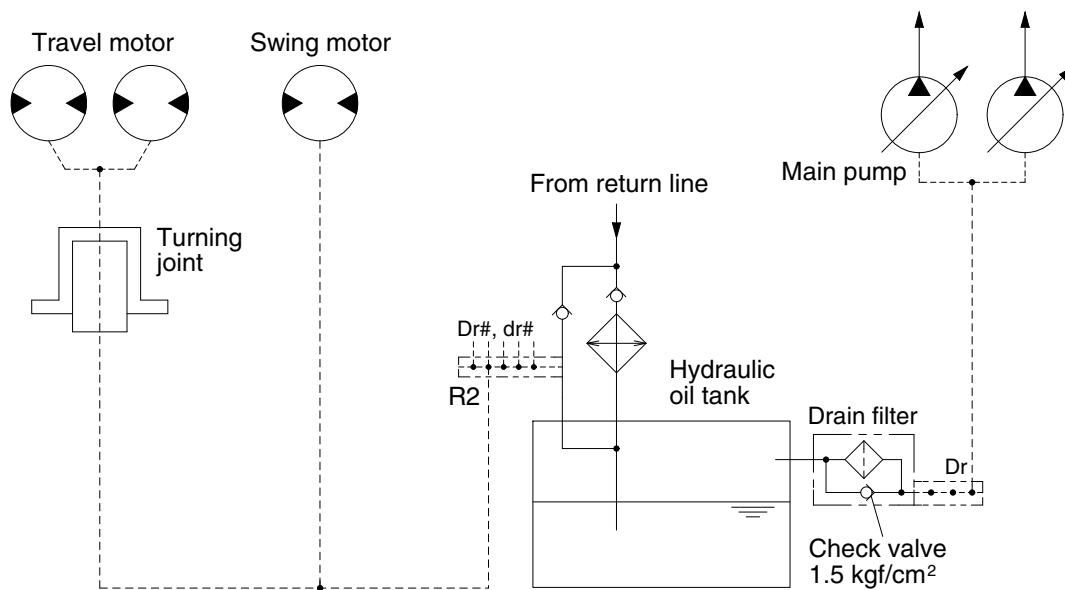 Travel motor
Swing motor
Main pump
From return line
Turning
joint
Dr#, dr#
R2
Hydraulic
oil tank
Drain filter
Dr
Check valve
1.5 kgf/cm²